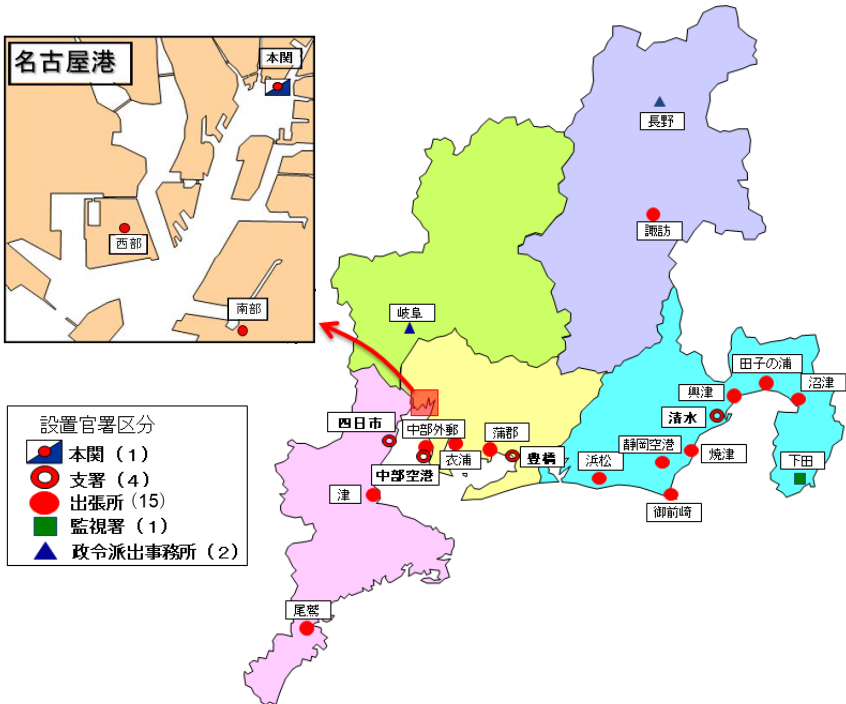 名古屋港
本関
西部
南部
長野
諏訪
岐阜
田子の浦
沼津
興津
清水
四日市
中部外郵
蒲郡
豊橋
静岡空港
焼津
浜松
下田
衣浦
中部空港
津
御前崎
尾鷲
設置官署区分
本関(1)
支署(4)
出張所(15)
監視署(1)
政令派出事務所(2)